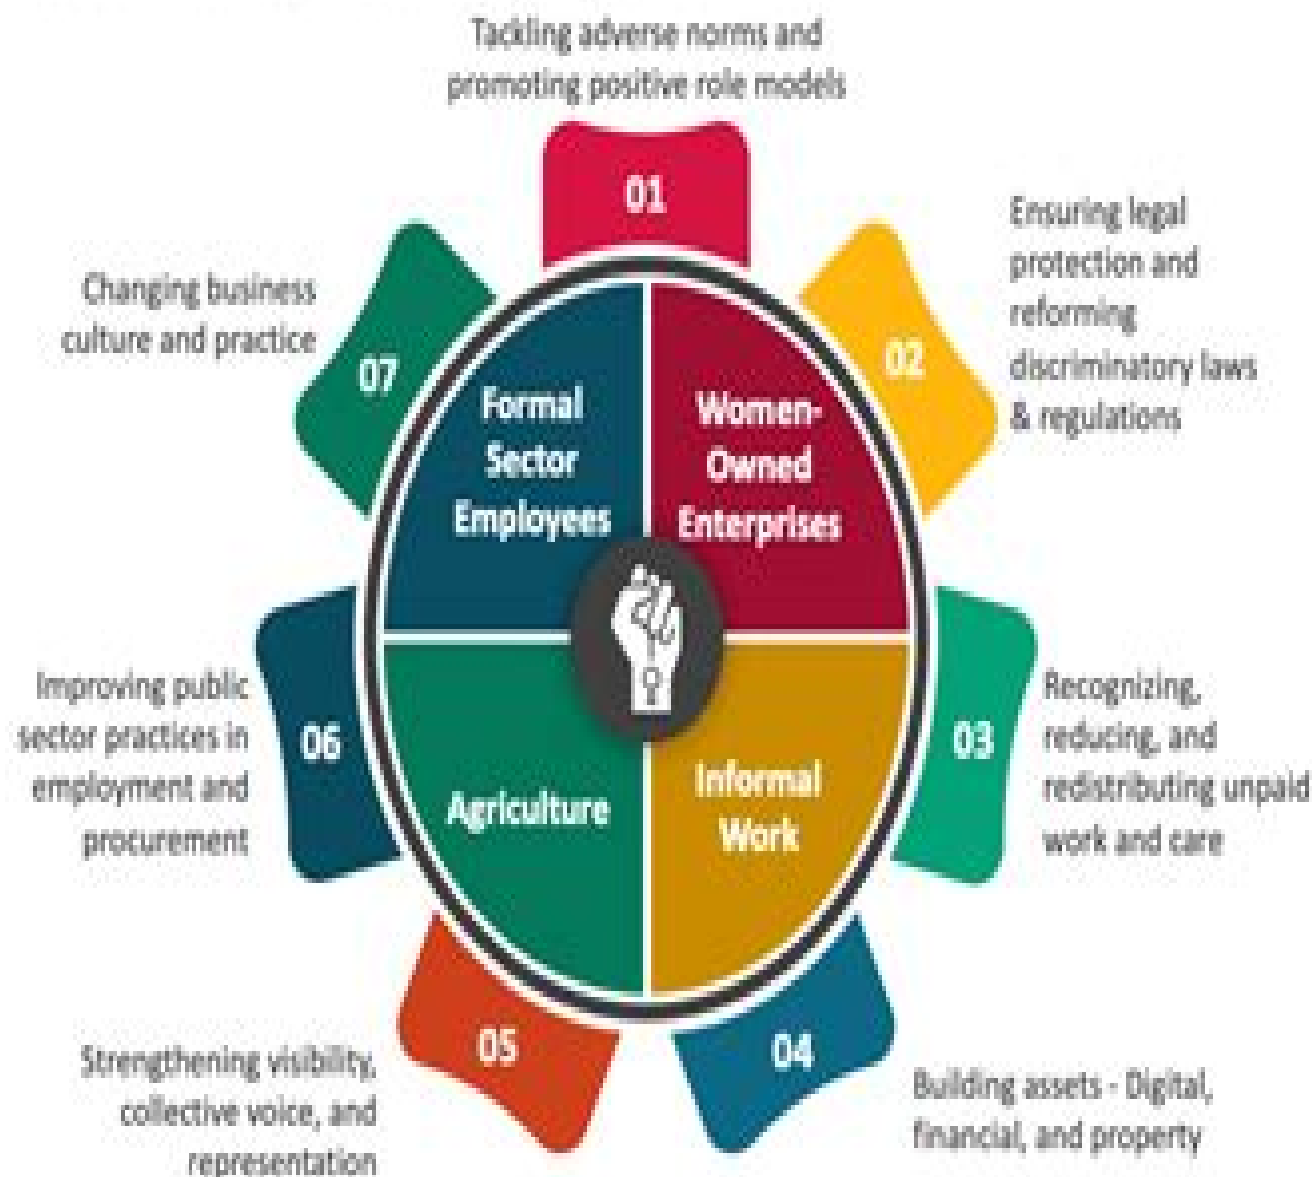 Tackling adverse norms and
promoting positive role models
01
Ensuring legal
protection and
reforming
discriminatory laws
& regulations
02
Recognizing,
reducing, and
redistributing unpaid
work and care
03
Building assets - Digital,
financial, and property
04
Strengthening visibility,
collective voice, and
representation
05
Improving public
sector practices in
employment and
procurement
06
Changing business
culture and practice
07
Formal
Sector
Employees
Women-
Owned
Enterprises
Agriculture
Informal
Work